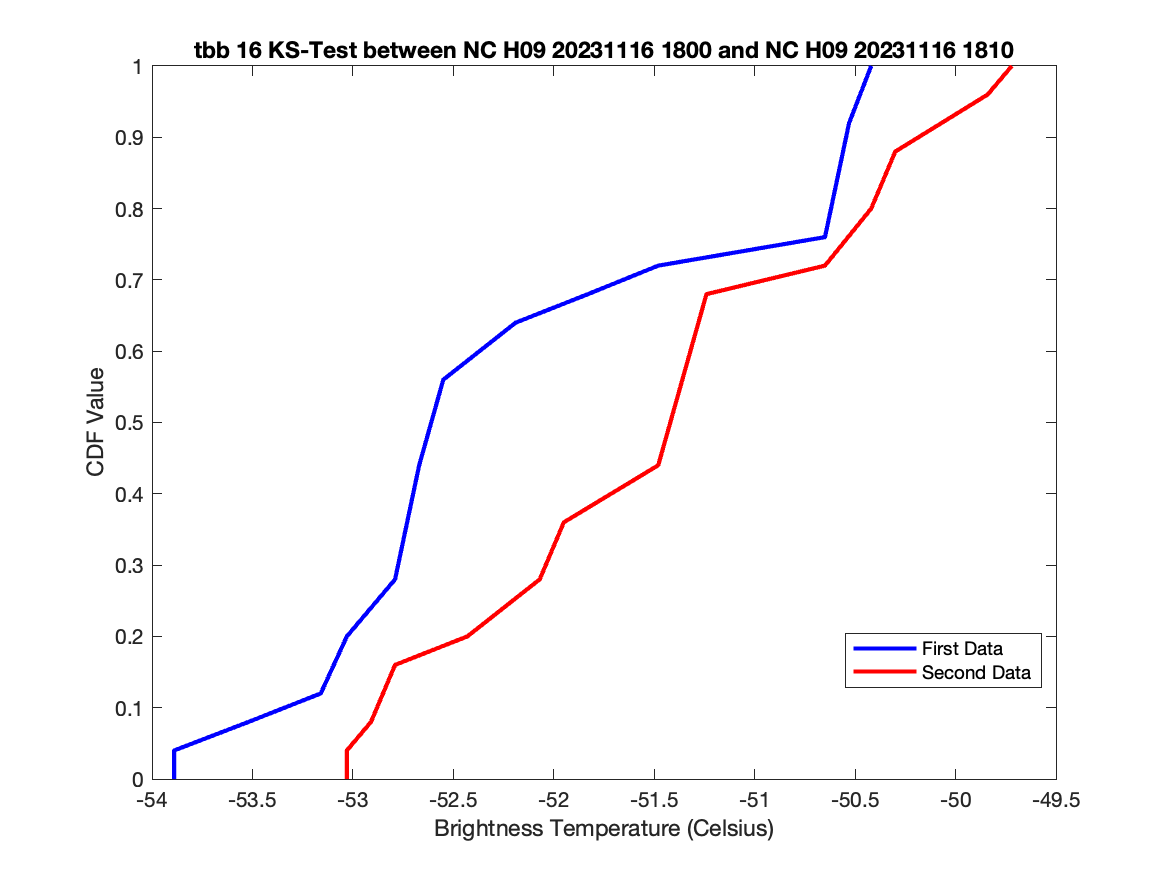 tbb 16 KS-Test between NC H09 20231116 1800 and NC H09 20231116 1810
1
0.9
0.8
0.7
0.6
0.5
0.4
0.3
0.2
0.1
0
CDF Value
First Data
Second Data
-54 -53.5 -53 -52.5 -52 -51.5 -51 -50.5 -50 -49.5
Brightness Temperature (Celsius)